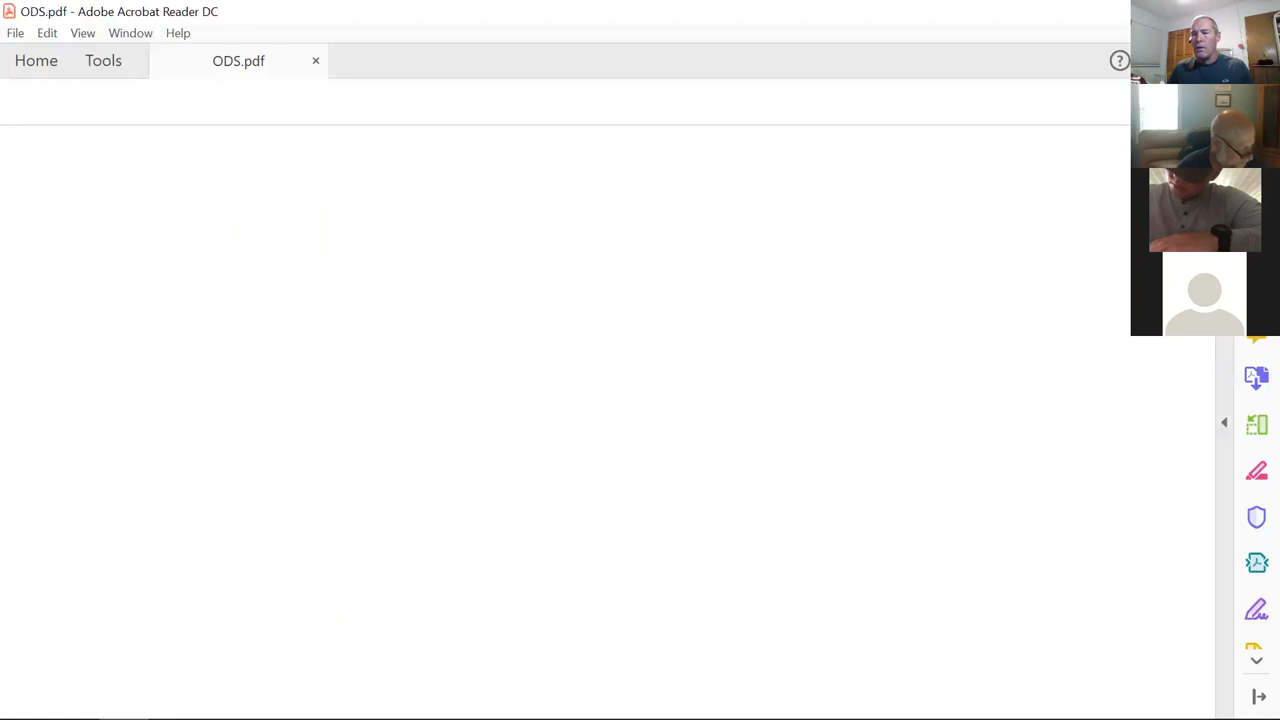 ODS.pdf - Adobe Acrobat Reader DC
File Edit View Window Help
Home Tools ODS.pdf × ?